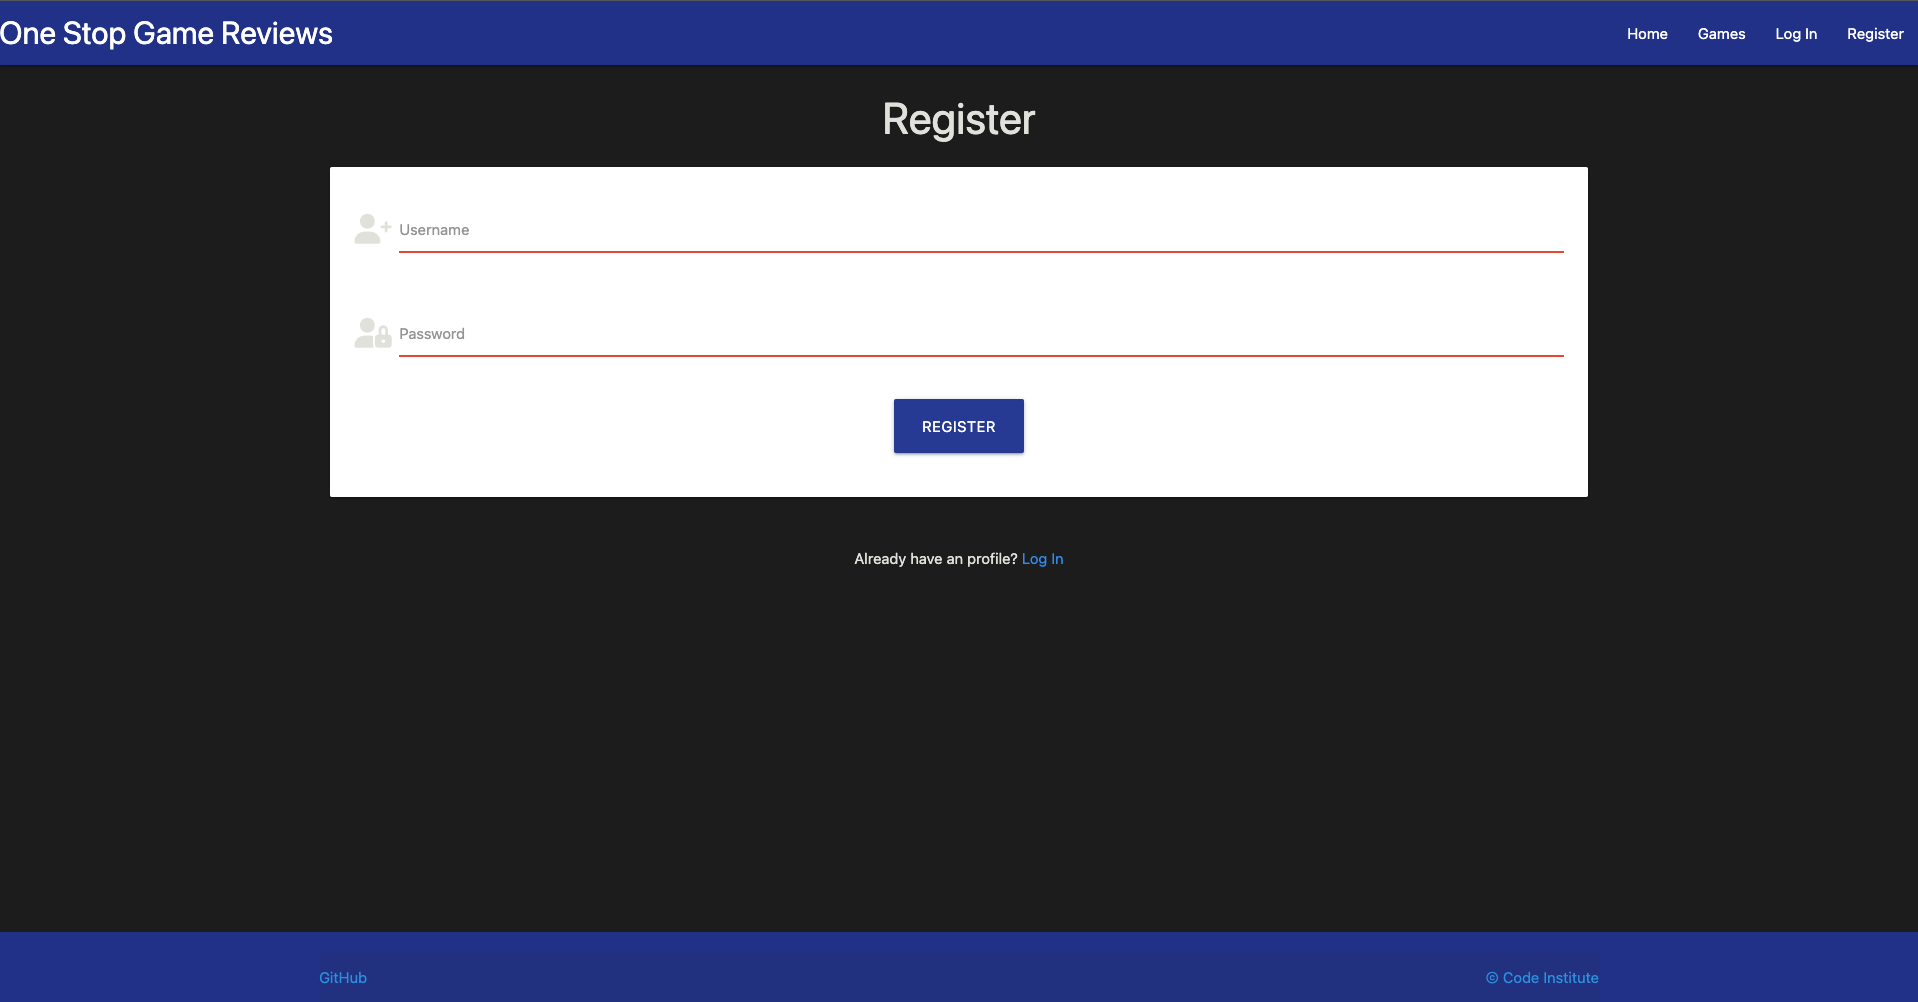 One Stop Game Reviews
Home Games Log In Register
Register
Username
Password
REGISTER
Already have an profile? Log In
GitHub
© Code Institute